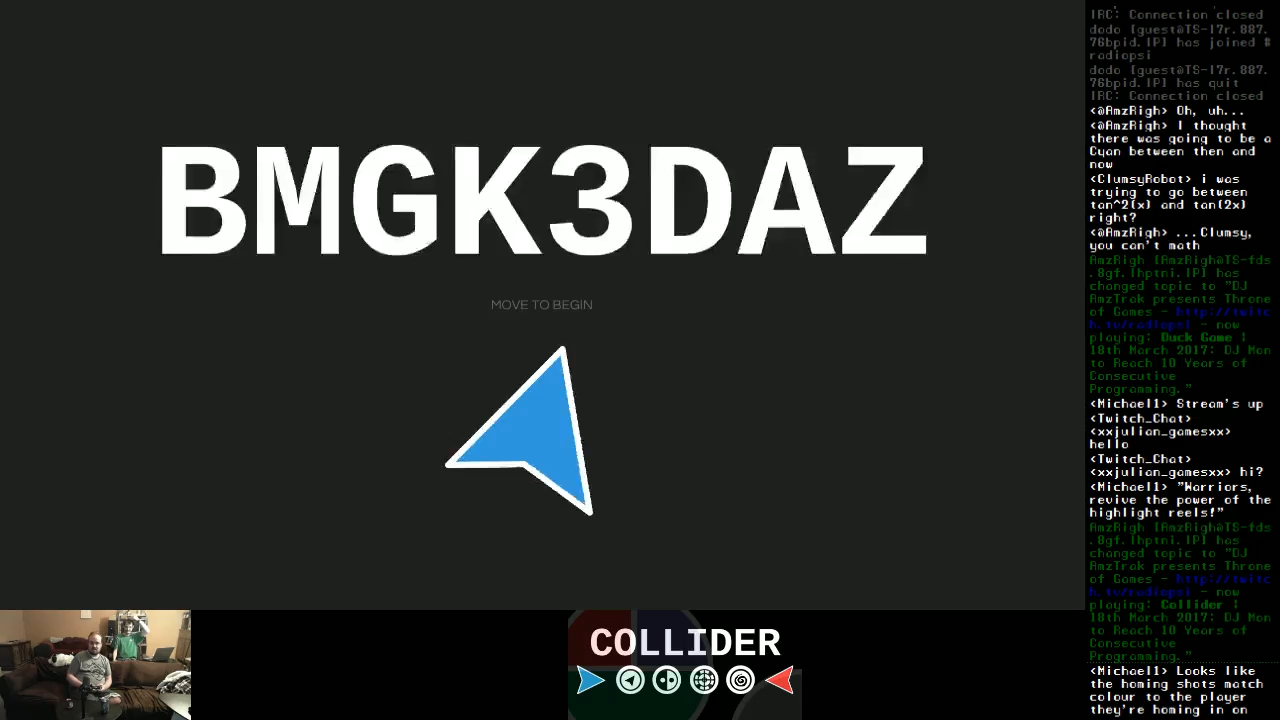 BMGK3DAZ
MOVE TO BEGIN
COLLIDER
IRC: Connection closed
dodo [guest@TS-17r.887.
76bpid.IP] has joined #
radiopsi
dodo [guest@TS-17r.887.
76bpid.IP] has quit
IRC: Connection closed
<@AmzRigh> Oh, uh...
<@AmzRigh> I thought
there was going to be a
Cyan between then and
now
<ClumsyRobot> i was
trying to go between
tan^2(x) and tan(2x)
right?
<@AmzRigh> ...Clumsy,
you can't math
AmzRigh [AmzRigh@TS-fds
.8gf.lhptni.IP] has
changed topic to "DJ
AmzTrak presents Throne
of Games - http://twitc
h.tv/radiopsi - now
playing: Duck Game |
18th March 2017: DJ Mon
to Reach 10 Years of
Consecutive
Programming."
<Michael1> Stream's up
<Twitch_Chat>
<xxjulian_gamesxx>
hello
<Twitch_Chat>
<xxjulian_gamesxx> hi?
<Michael1> "Warriors,
revive the power of the
highlight reels!"
AmzRigh [AmzRigh@TS-fds
.8gf.lhptni.IP] has
changed topic to "DJ
AmzTrak presents Throne
of Games - http://twitc
h.tv/radiopsi - now
playing: Collider |
18th March 2017: DJ Mon
to Reach 10 Years of
Consecutive
Programming."
<Michael1> Looks like
the homing shots match
colour to the player
they're homing in on